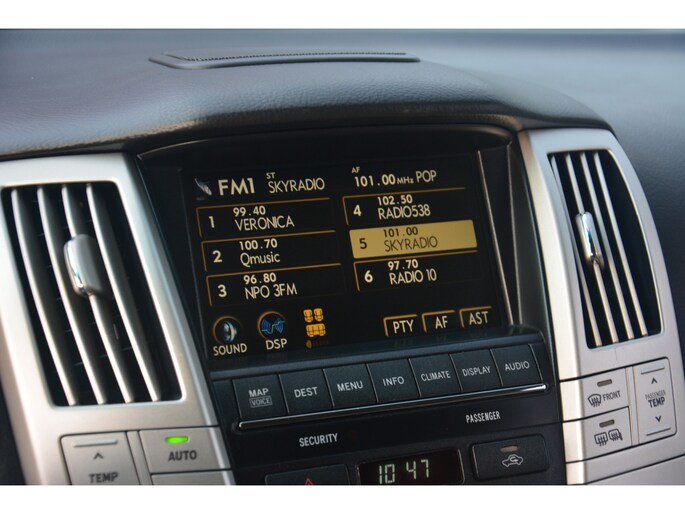 FM1 ST SKYRADIO AF 101.00 MHz POP
1 99.40 VERONICA
4 102.50 RADIO538
2 100.70 Qmusic
5 101.00 SKYRADIO
3 96.80 NPO 3FM
6 97.70 RADIO 10
SOUND DSP PTY AF AST
MAP VOICE DEST MENU INFO CLIMATE DISPLAY AUDIO
SECURITY PASSENGER
FRONT PASSENGER TEMP
TEMP AUTO
10:47